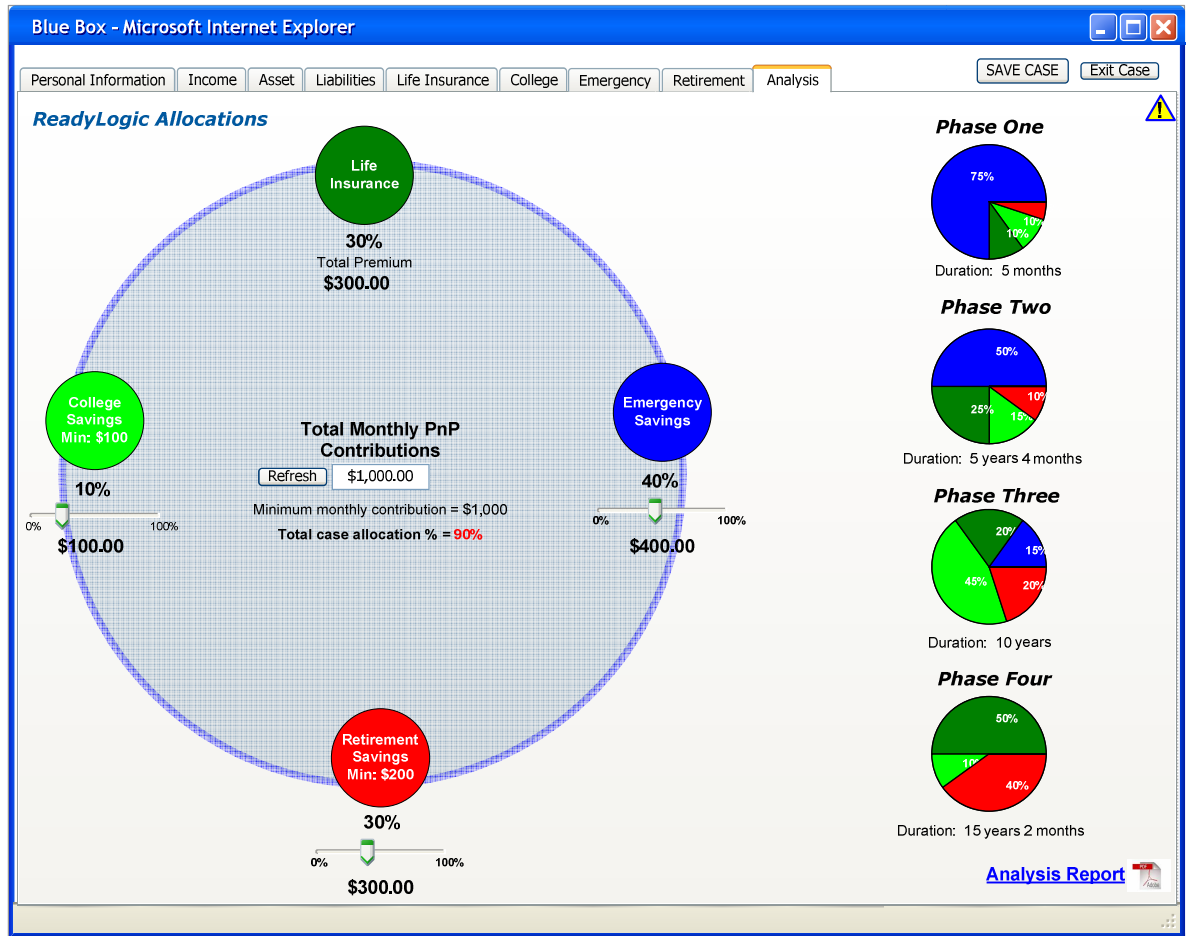 Blue Box - Microsoft Internet Explorer
Personal Information Income Asset Liabilities Life Insurance College Emergency Retirement Analysis
SAVE CASE Exit Case
ReadyLogic Allocations
Life
Insurance
30%
Total Premium
$300.00
College
Savings
Min: $100
10%
0% 100%
$100.00
Total Monthly PnP
Contributions
Refresh $1,000.00
Minimum monthly contribution = $1,000
Total case allocation % = 90%
Emergency
Savings
40%
0% 100%
$400.00
Retirement
Savings
Min: $200
30%
0% 100%
$300.00
Phase One
75%
10%
10%
Duration: 5 months
Phase Two
50%
10%
25% 15%
Duration: 5 years 4 months
Phase Three
20%
15%
45% 20%
Duration: 10 years
Phase Four
50%
10%
40%
Duration: 15 years 2 months
Analysis Report
PDF
Adobe